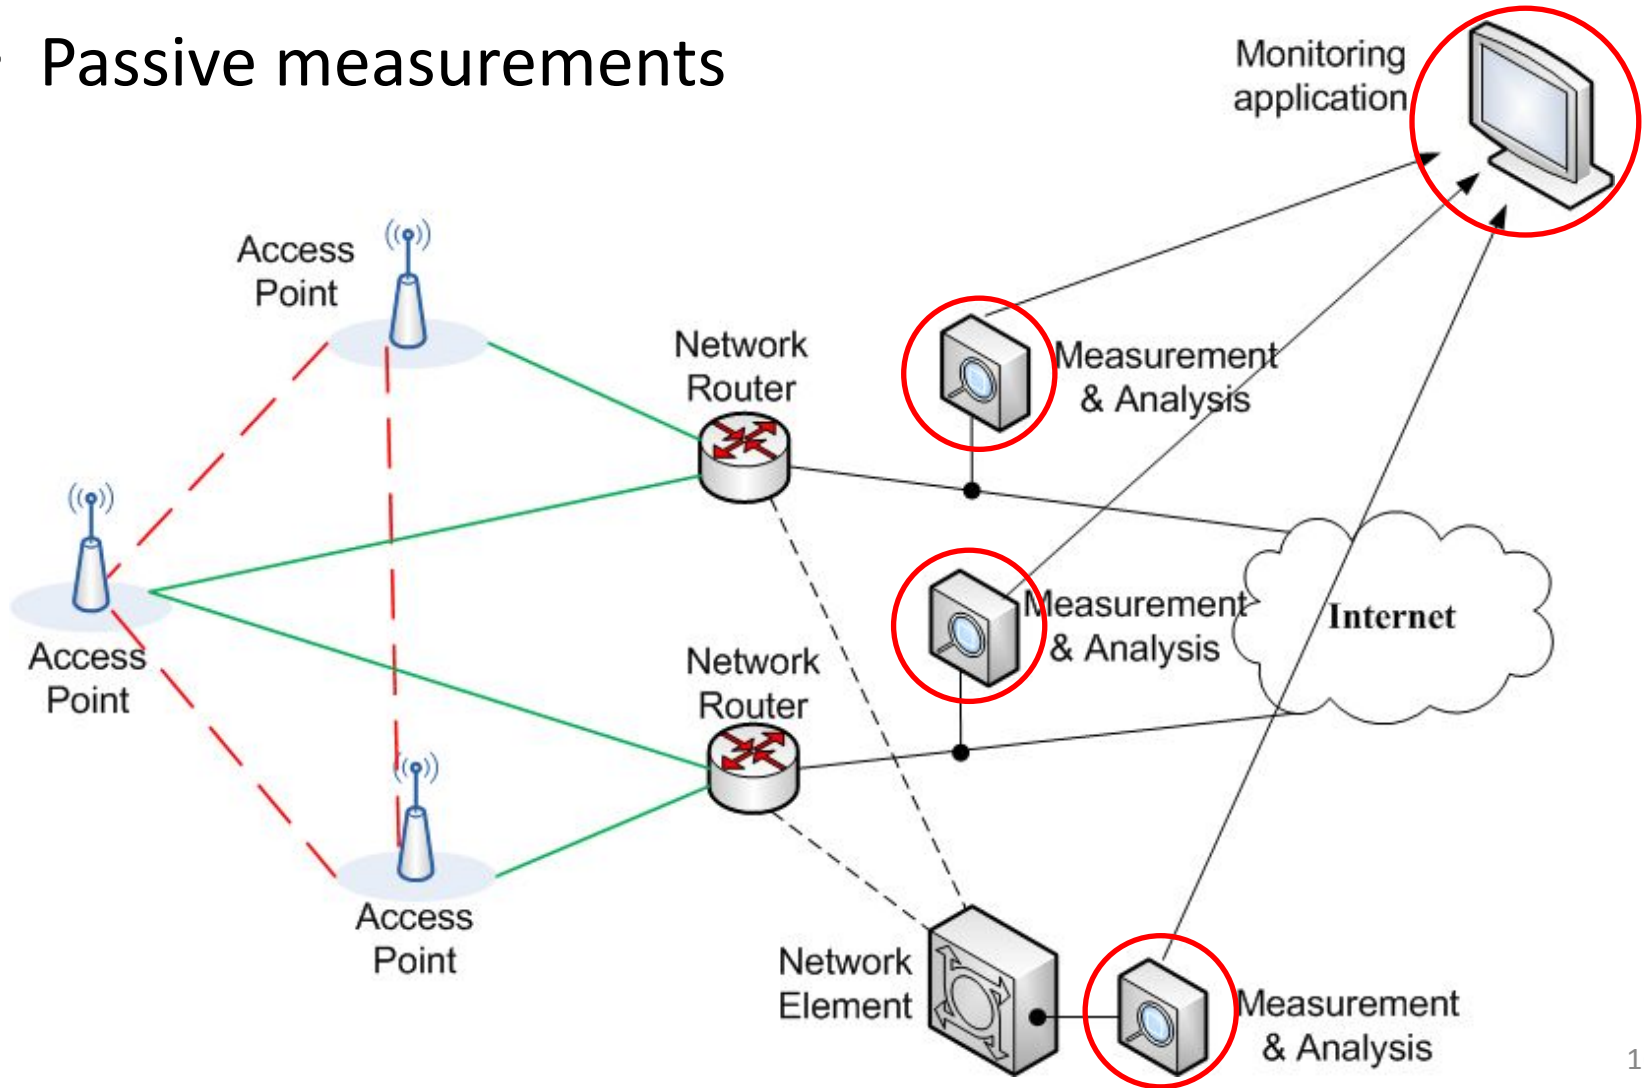 • Passive measurements
Monitoring
application
Access
Point
Network
Router
Measurement
& Analysis
Measurement
& Analysis
Internet
Access
Point
Network
Router
Access
Point
Network
Element
Measurement
& Analysis
1